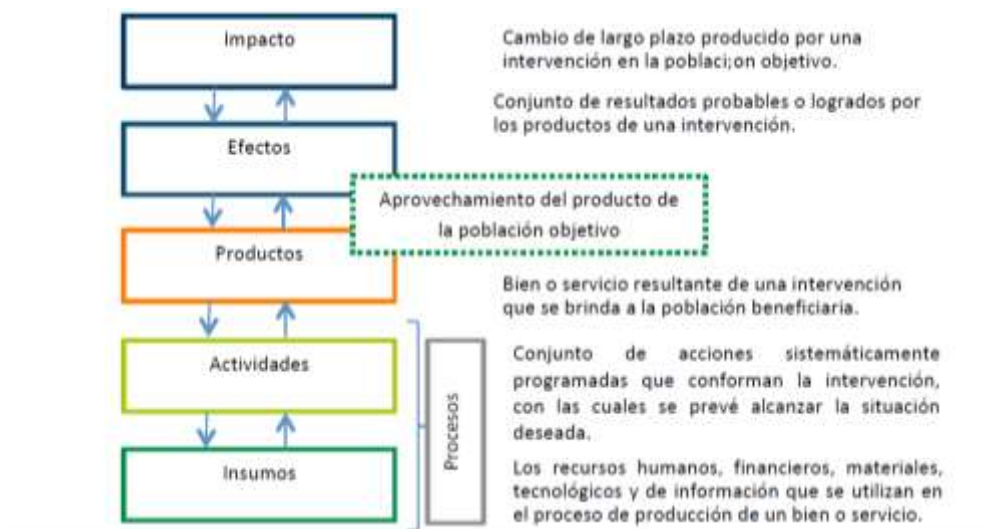 Impacto
Cambio de largo plazo producido por una
intervención en la poblaci;on objetivo.
Conjunto de resultados probables o logrados por
los productos de una intervención.
Efectos
Aprovechamiento del producto de
la población objetivo
Productos
Bien o servicio resultante de una intervención
que se brinda a la población beneficiaria.
Actividades
Conjunto de acciones sistemáticamente
programadas que conforman la intervención,
con las cuales se prevé alcanzar la situación
deseada.
Procesos
Insumos
Los recursos humanos, financieros, materiales,
tecnológicos y de información que se utilizan en
el proceso de producción de un bien o servicio.